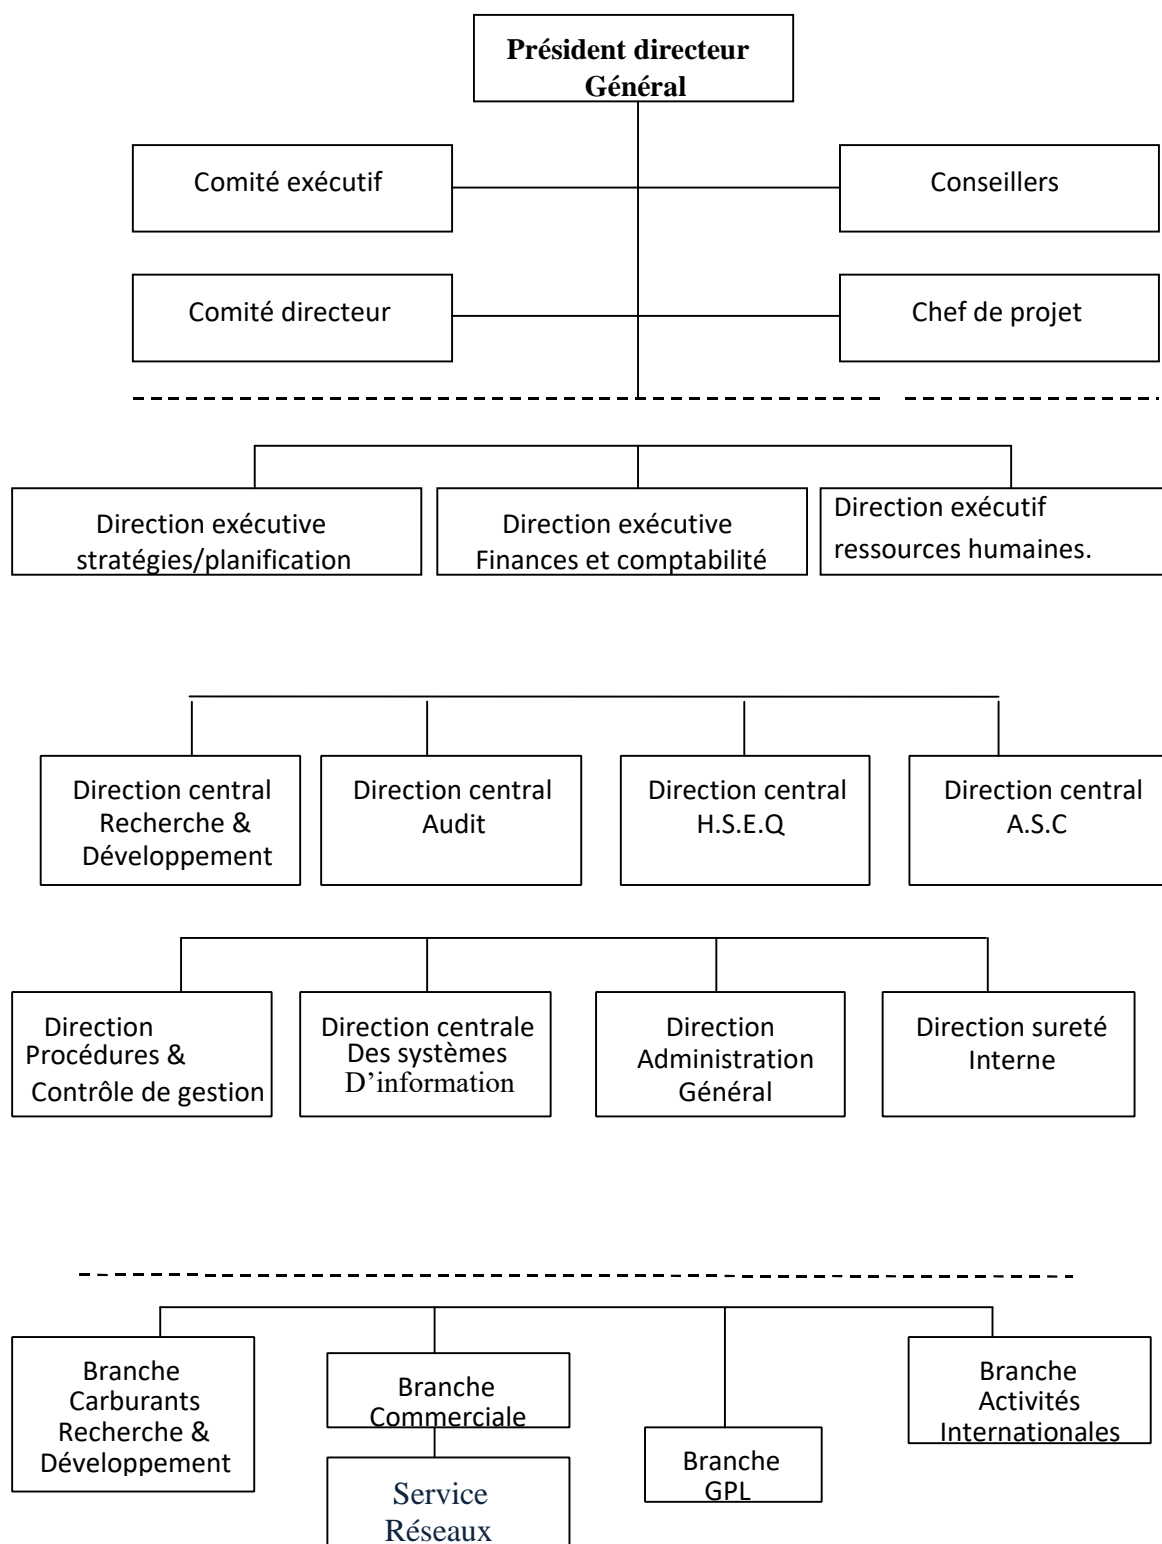 Président directeur
Général
Comité exécutif
Conseillers
Comité directeur
Chef de projet
Direction exécutive
stratégies/planification
Direction exécutive
Finances et comptabilité
Direction exécutif
ressources humaines.
Direction central
Recherche &
Développement
Direction central
Audit
Direction central
H.S.E.Q
Direction central
A.S.C
Direction
Procédures &
Contrôle de gestion
Direction centrale
Des systèmes
D’information
Direction
Administration
Général
Direction sureté
Interne
Branche
Carburants
Recherche &
Développement
Branche
Commerciale
Service
Réseaux
Branche
GPL
Branche
Activités
Internationales